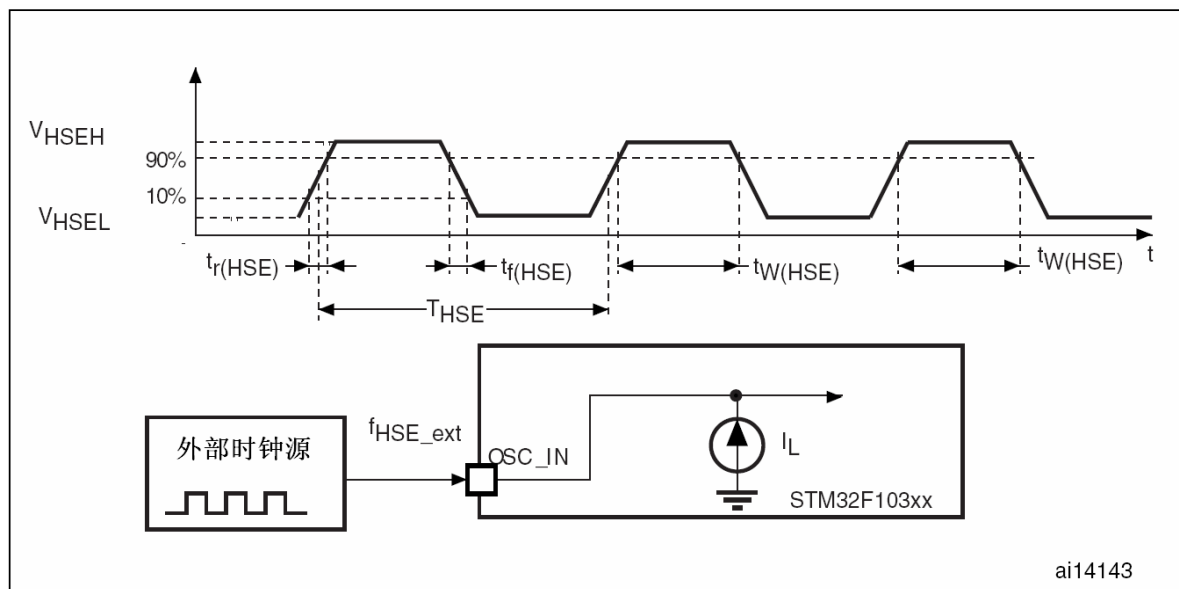 VHSEH
90%
10%
VHSEL
tr(HSE)
tf(HSE)
tW(HSE)
tW(HSE)
t
THSE
外部时钟源
fHSE_ext
OSC_IN
IL
STM32F103xx
ai14143